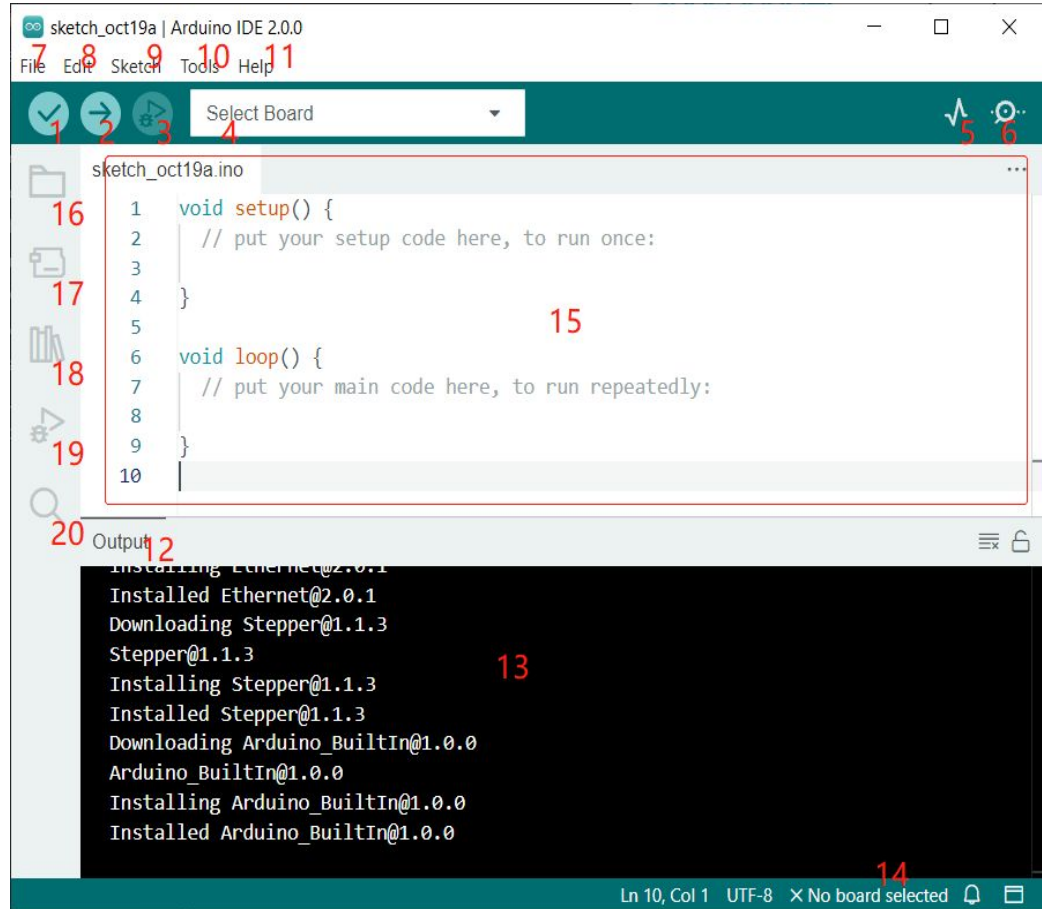 sketch_oct19a | Arduino IDE 2.0.0
File Edit Sketch Tools Help
7 8 9 10 11
Select Board
1 2 3 4 5 6
sketch_oct19a.ino
1 void setup() {
2 // put your setup code here, to run once:
3
4 }
5
6 void loop() {
7 // put your main code here, to run repeatedly:
8
9 }
10
15
16
17
18
19
20
Output
12
Installing Ethernet@2.0.1
Installed Ethernet@2.0.1
Downloading Stepper@1.1.3
Stepper@1.1.3
Installing Stepper@1.1.3
Installed Stepper@1.1.3
Downloading Arduino_BuiltIn@1.0.0
Arduino_BuiltIn@1.0.0
Installing Arduino_BuiltIn@1.0.0
Installed Arduino_BuiltIn@1.0.0
13
14
Ln 10, Col 1 UTF-8 X No board selected